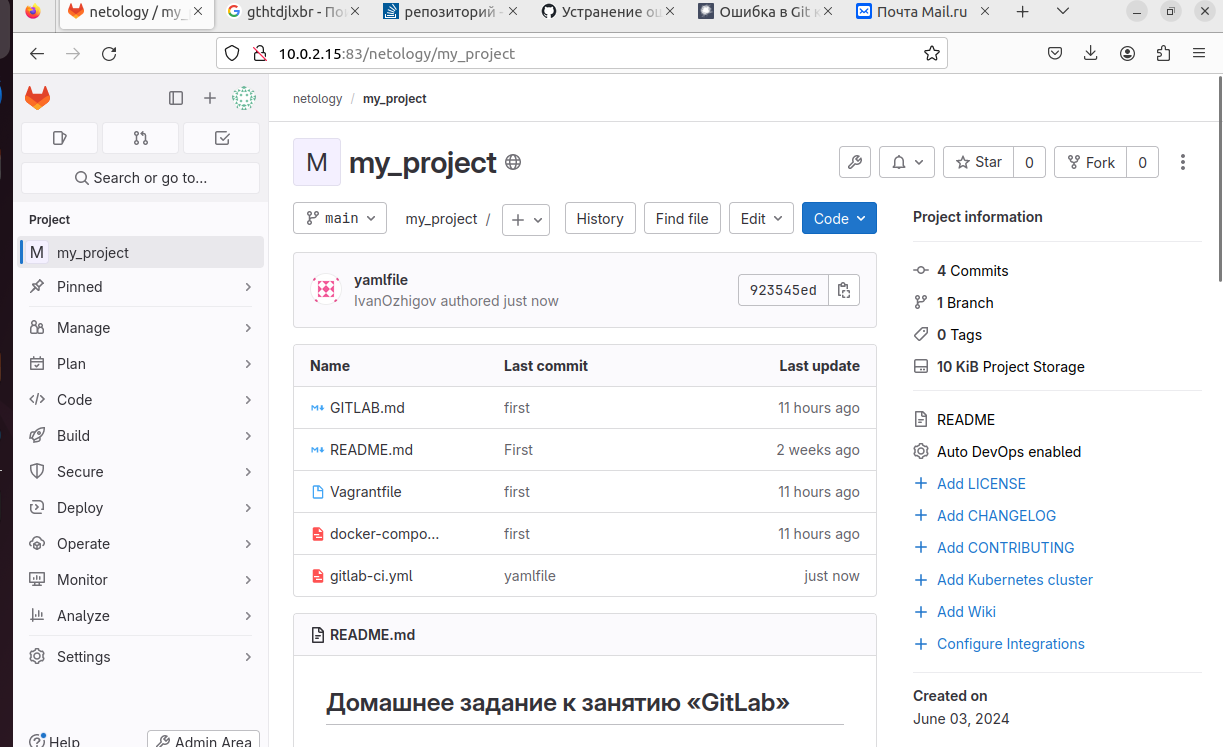 netology / my_
gthtdjlxbr - По
репозиторий -
Устранение ош
Ошибка в Git к
Почта Mail.ru
10.0.2.15:83/netology/my_project
netology / my_project
M my_project
Star 0 Fork 0
Search or go to...
main my_project / + History Find file Edit Code
Project information
Project
M my_project
Pinned
Manage
Plan
Code
Build
Secure
Deploy
Operate
Monitor
Analyze
Settings
Help
Admin Area
yamlfile
IvanOzhigov authored just now
923545ed
Name Last commit Last update
GITLAB.md first 11 hours ago
README.md First 2 weeks ago
Vagrantfile first 11 hours ago
docker-compo... first 11 hours ago
gitlab-ci.yml yamlfile just now
README.md
Домашнее задание к занятию «GitLab»
4 Commits
1 Branch
0 Tags
10 KiB Project Storage
README
Auto DevOps enabled
Add LICENSE
Add CHANGELOG
Add CONTRIBUTING
Add Kubernetes cluster
Add Wiki
Configure Integrations
Created on
June 03, 2024